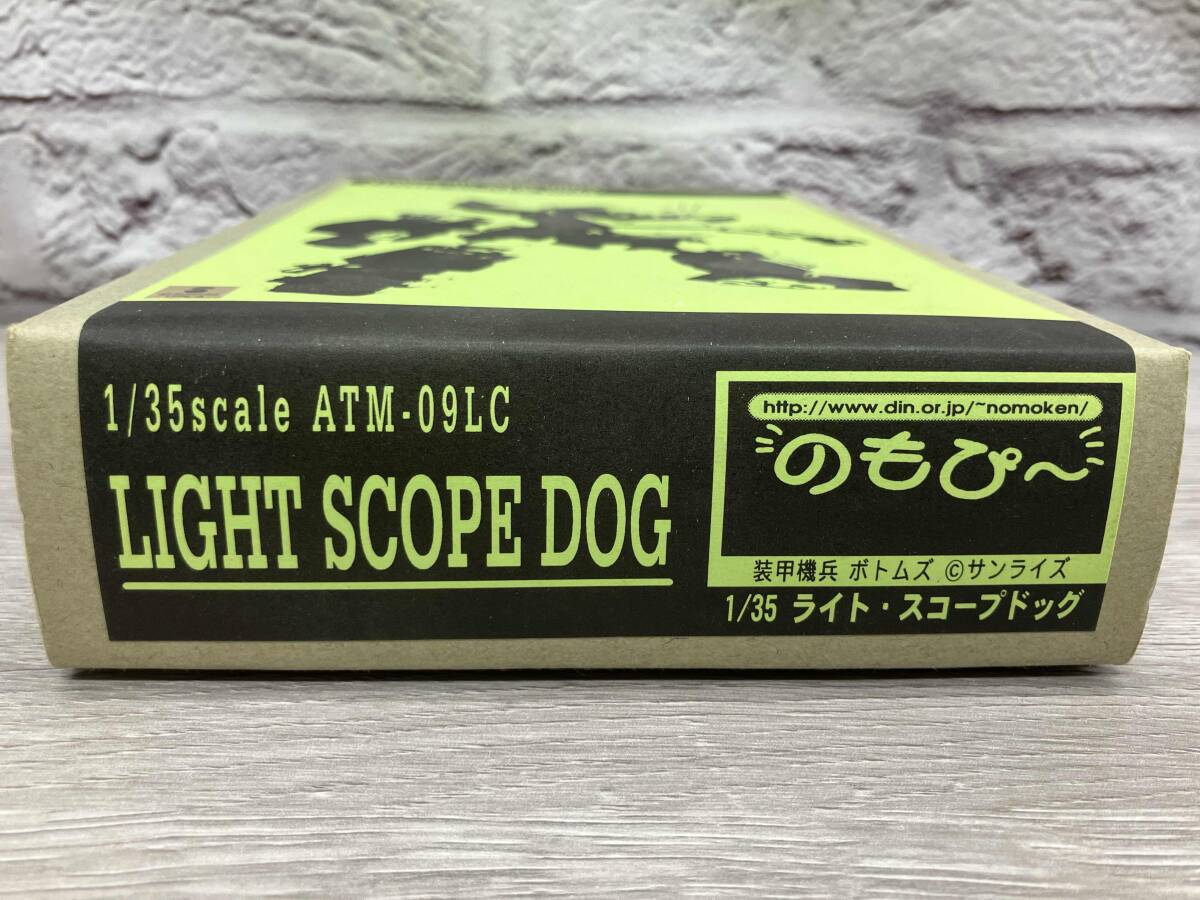 1/35scale ATM-09LC
LIGHT SCOPE DOG
http://www.din.or.jp/~nomoken/
のもぴ～
装甲機兵 ボトムズ ©サンライズ
1/35 ライト・スコープドッグ